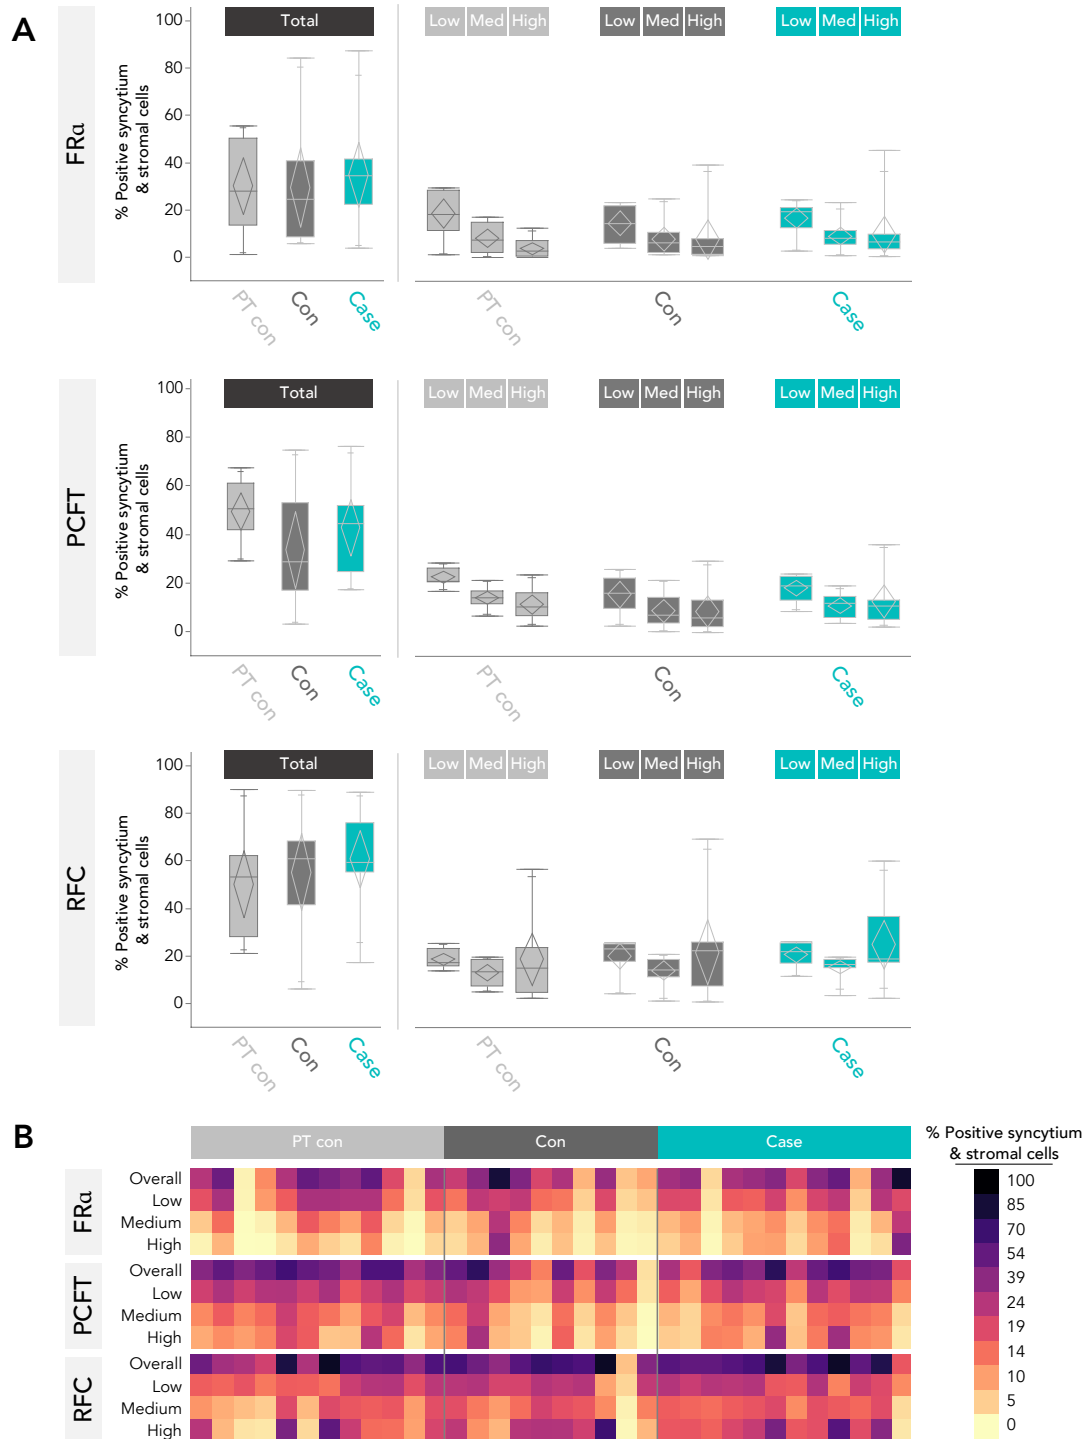 A
Total
Low Med High
Low Med High
Low Med High
FRα
% Positive syncytium
& stromal cells
100
80
60
40
20
0
PT con
Con
Case
PT con
Con
Case
Total
Low Med High
Low Med High
Low Med High
PCFT
% Positive syncytium
& stromal cells
100
80
60
40
20
0
PT con
Con
Case
PT con
Con
Case
Total
Low Med High
Low Med High
Low Med High
RFC
% Positive syncytium
& stromal cells
100
80
60
40
20
0
PT con
Con
Case
PT con
Con
Case
B
PT con
Con
Case
FRα
Overall
Low
Medium
High
PCFT
Overall
Low
Medium
High
RFC
Overall
Low
Medium
High
% Positive syncytium
& stromal cells
100
85
70
54
39
24
19
14
10
5
0